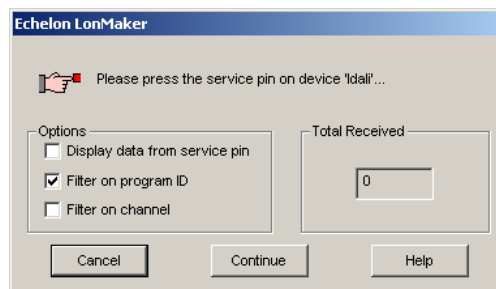 Echelon LonMaker
Please press the service pin on device 'Idali'...
Options
Display data from service pin
Filter on program ID
Filter on channel
Total Received
0
Cancel
Continue
Help